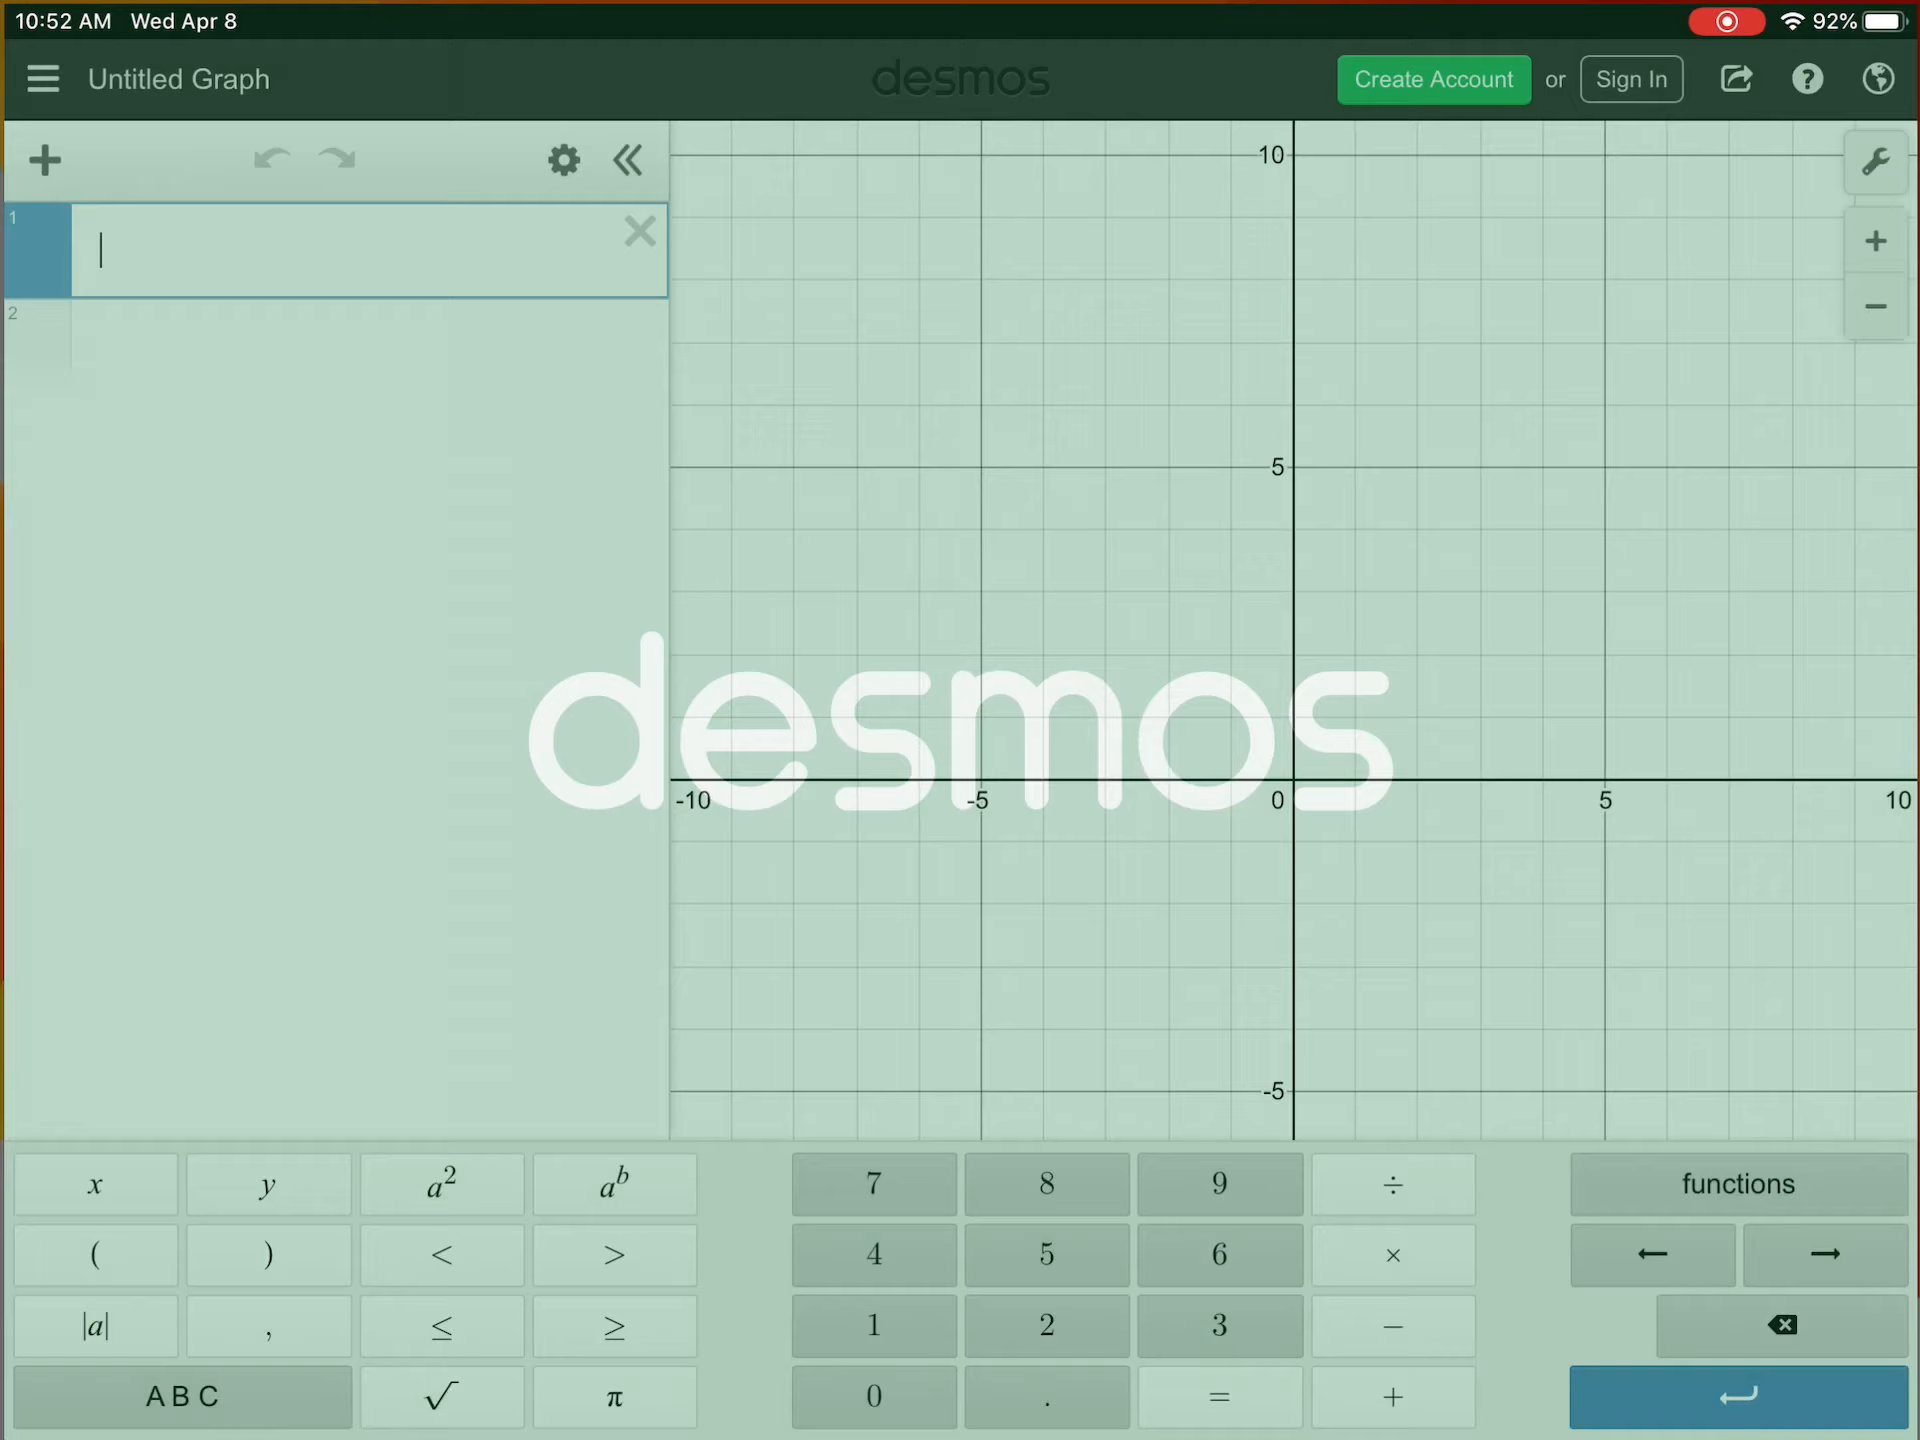 10:52 AM Wed Apr 8 92%
Untitled Graph desmos Create Account or Sign In
1
2
10
5
desmos
-10 -5 0 5 10
-5
x y a² aᵇ 7 8 9 ÷ functions
( ) < > 4 5 6 × ← →
|a| , ≤ ≥ 1 2 3 −
A B C √ π 0 . = +